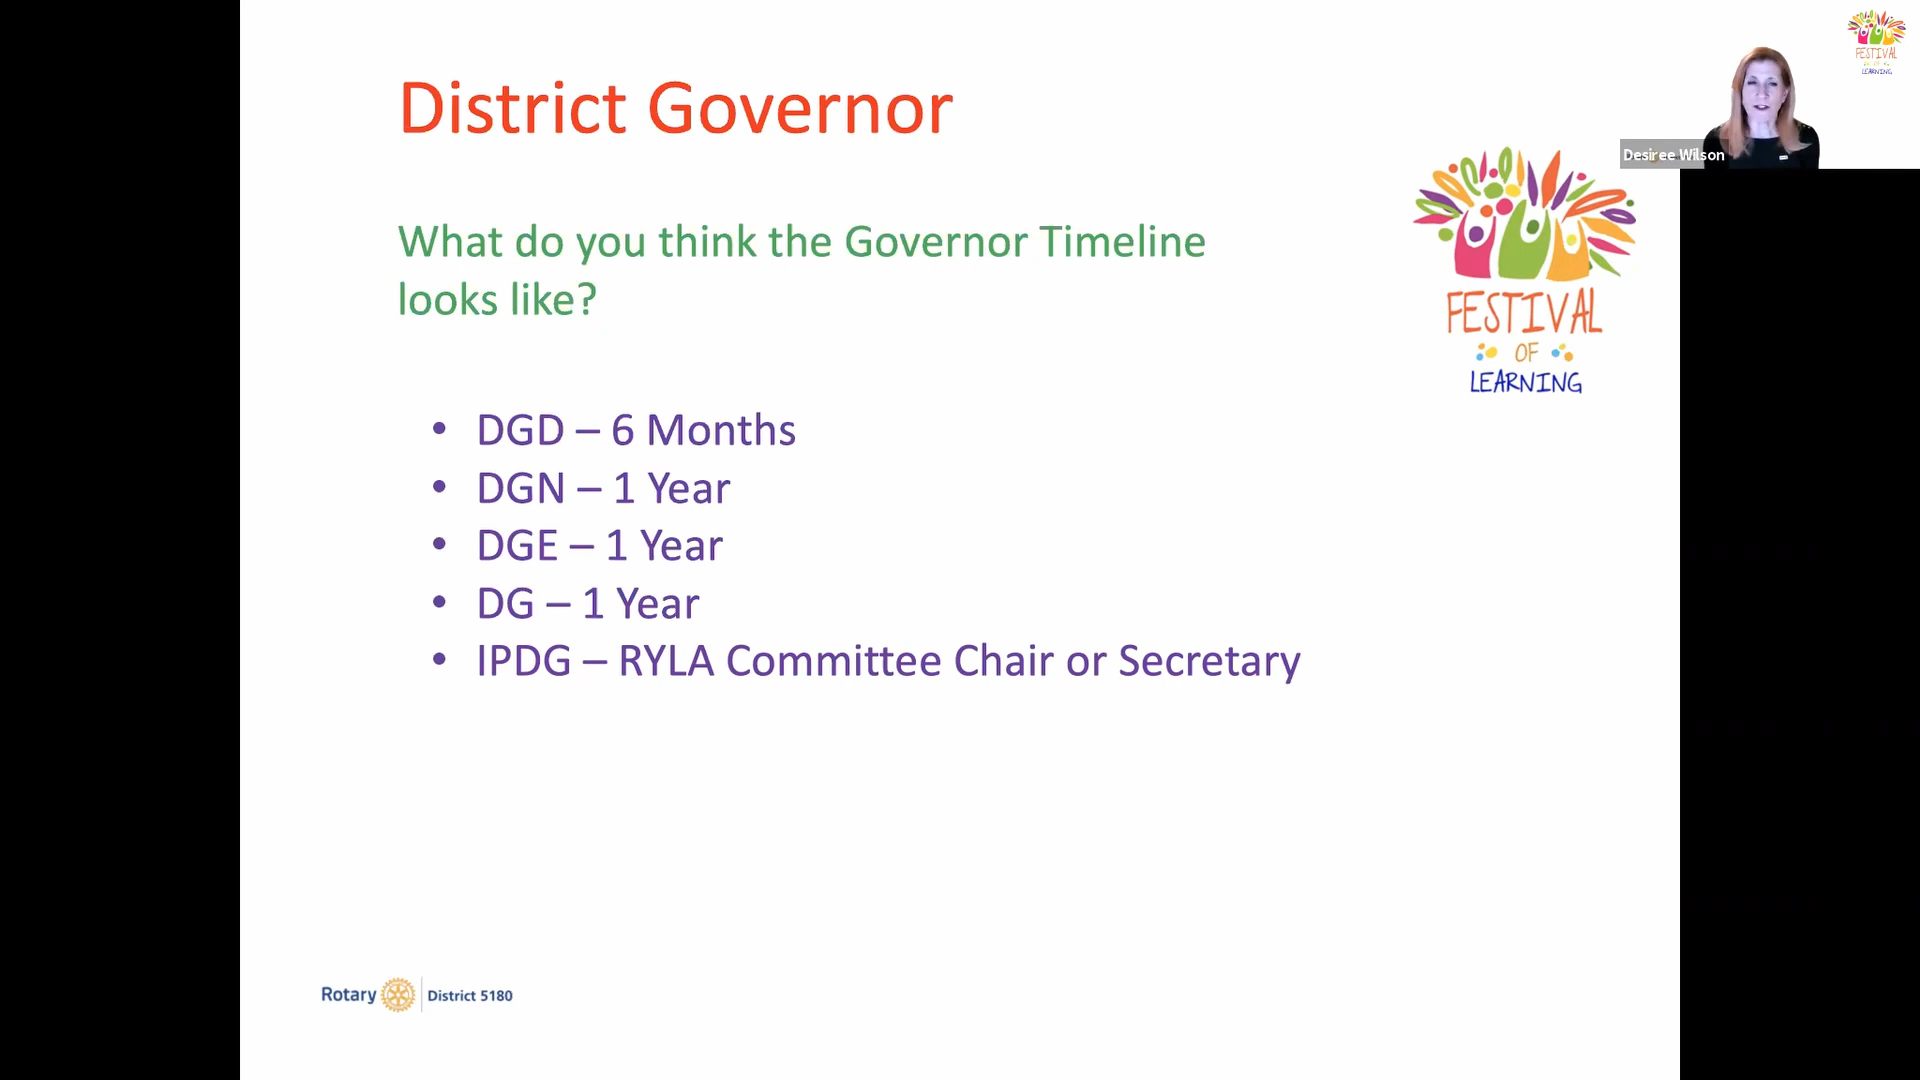 District Governor
What do you think the Governor Timeline
looks like?
• DGD – 6 Months
• DGN – 1 Year
• DGE – 1 Year
• DG – 1 Year
• IPDG – RYLA Committee Chair or Secretary
FESTIVAL
OF
LEARNING
Desiree Wilson
FESTIVAL
OF
LEARNING
Rotary District 5180